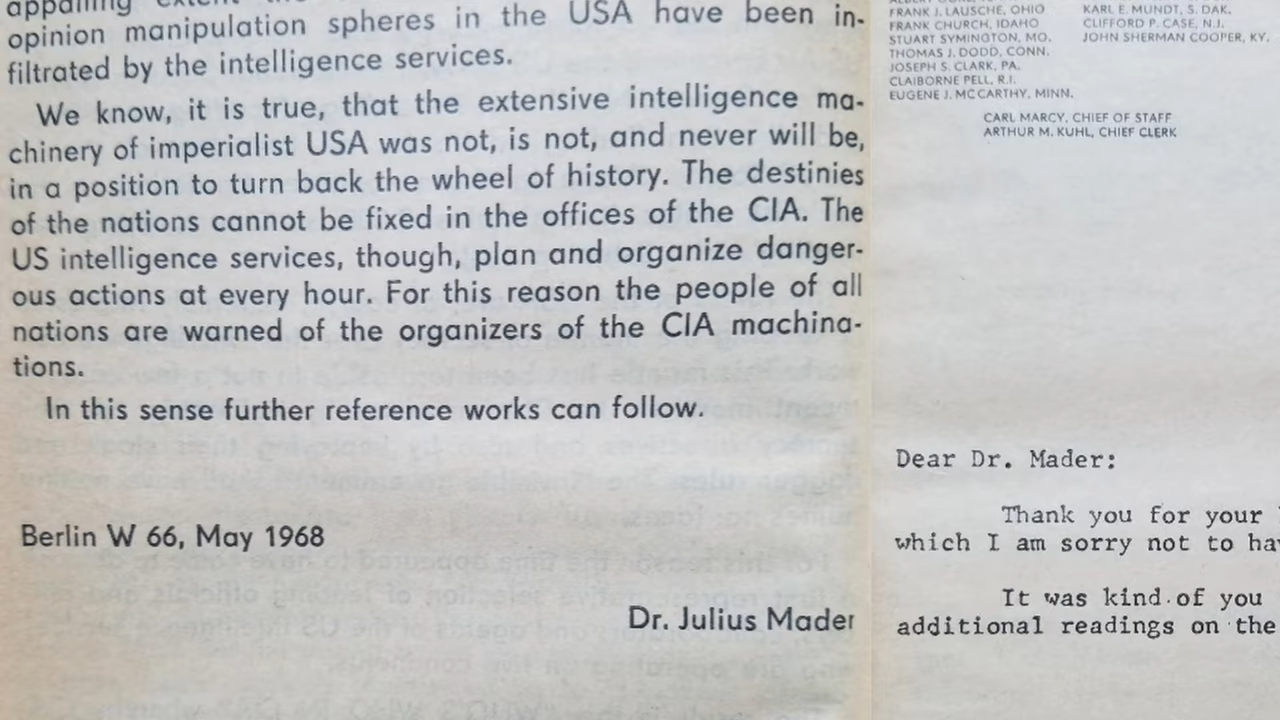 appalling extent the
opinion manipulation spheres in the USA have been in-
filtrated by the intelligence services.
We know, it is true, that the extensive intelligence ma-
chinery of imperialist USA was not, is not, and never will be,
in a position to turn back the wheel of history. The destinies
of the nations cannot be fixed in the offices of the CIA. The
US intelligence services, though, plan and organize danger-
ous actions at every hour. For this reason the people of all
nations are warned of the organizers of the CIA machina-
tions.
In this sense further reference works can follow.
Berlin W 66, May 1968
Dr. Julius Mader
FRANK J. LAUSCHE, OHIO
FRANK CHURCH, IDAHO
STUART SYMINGTON, MO.
THOMAS J. DODD, CONN.
JOSEPH S. CLARK, PA.
CLAIBORNE PELL, R.I.
EUGENE J. MCCARTHY, MINN.
KARL E. MUNDT, S. DAK.
CLIFFORD P. CASE, N.J.
JOHN SHERMAN COOPER, KY.
CARL MARCY, CHIEF OF STAFF
ARTHUR M. KUHL, CHIEF CLERK
Dear Dr. Mader:
Thank you for your
which I am sorry not to ha
It was kind of you
additional readings on the